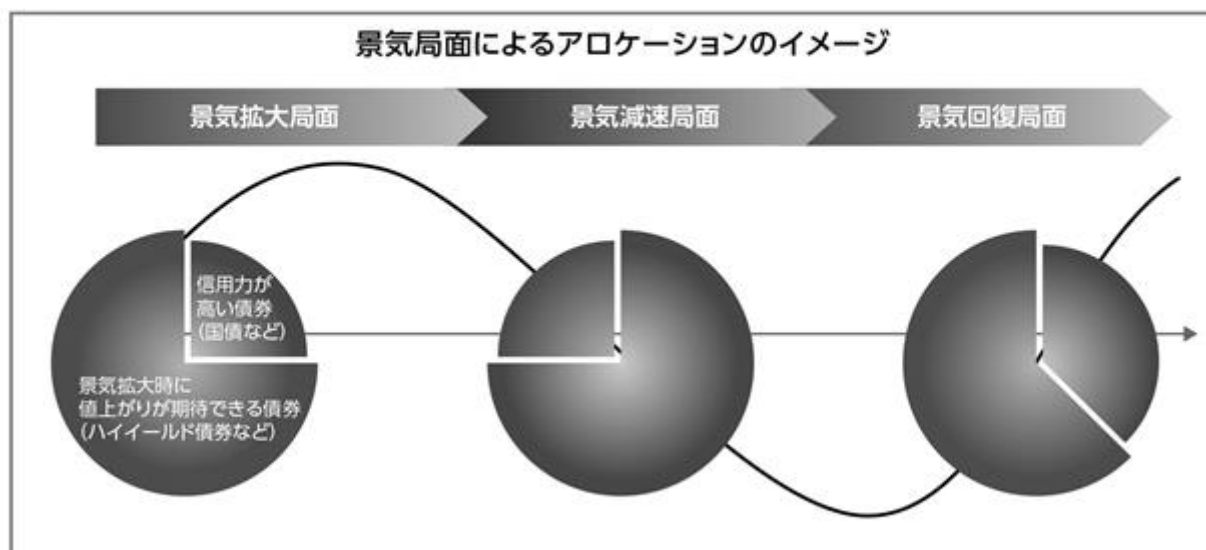 景気局面によるアロケーションのイメージ
景気拡大局面
景気減速局面
景気回復局面
信用力が
高い債券
（国債など）
景気拡大時に
値上がりが期待できる債券
（ハイイールド債券など）